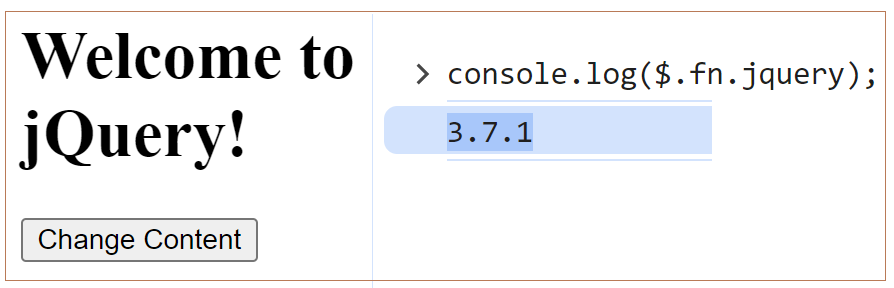 Welcome to
jQuery!
Change Content
> console.log($.fn.jquery);
3.7.1